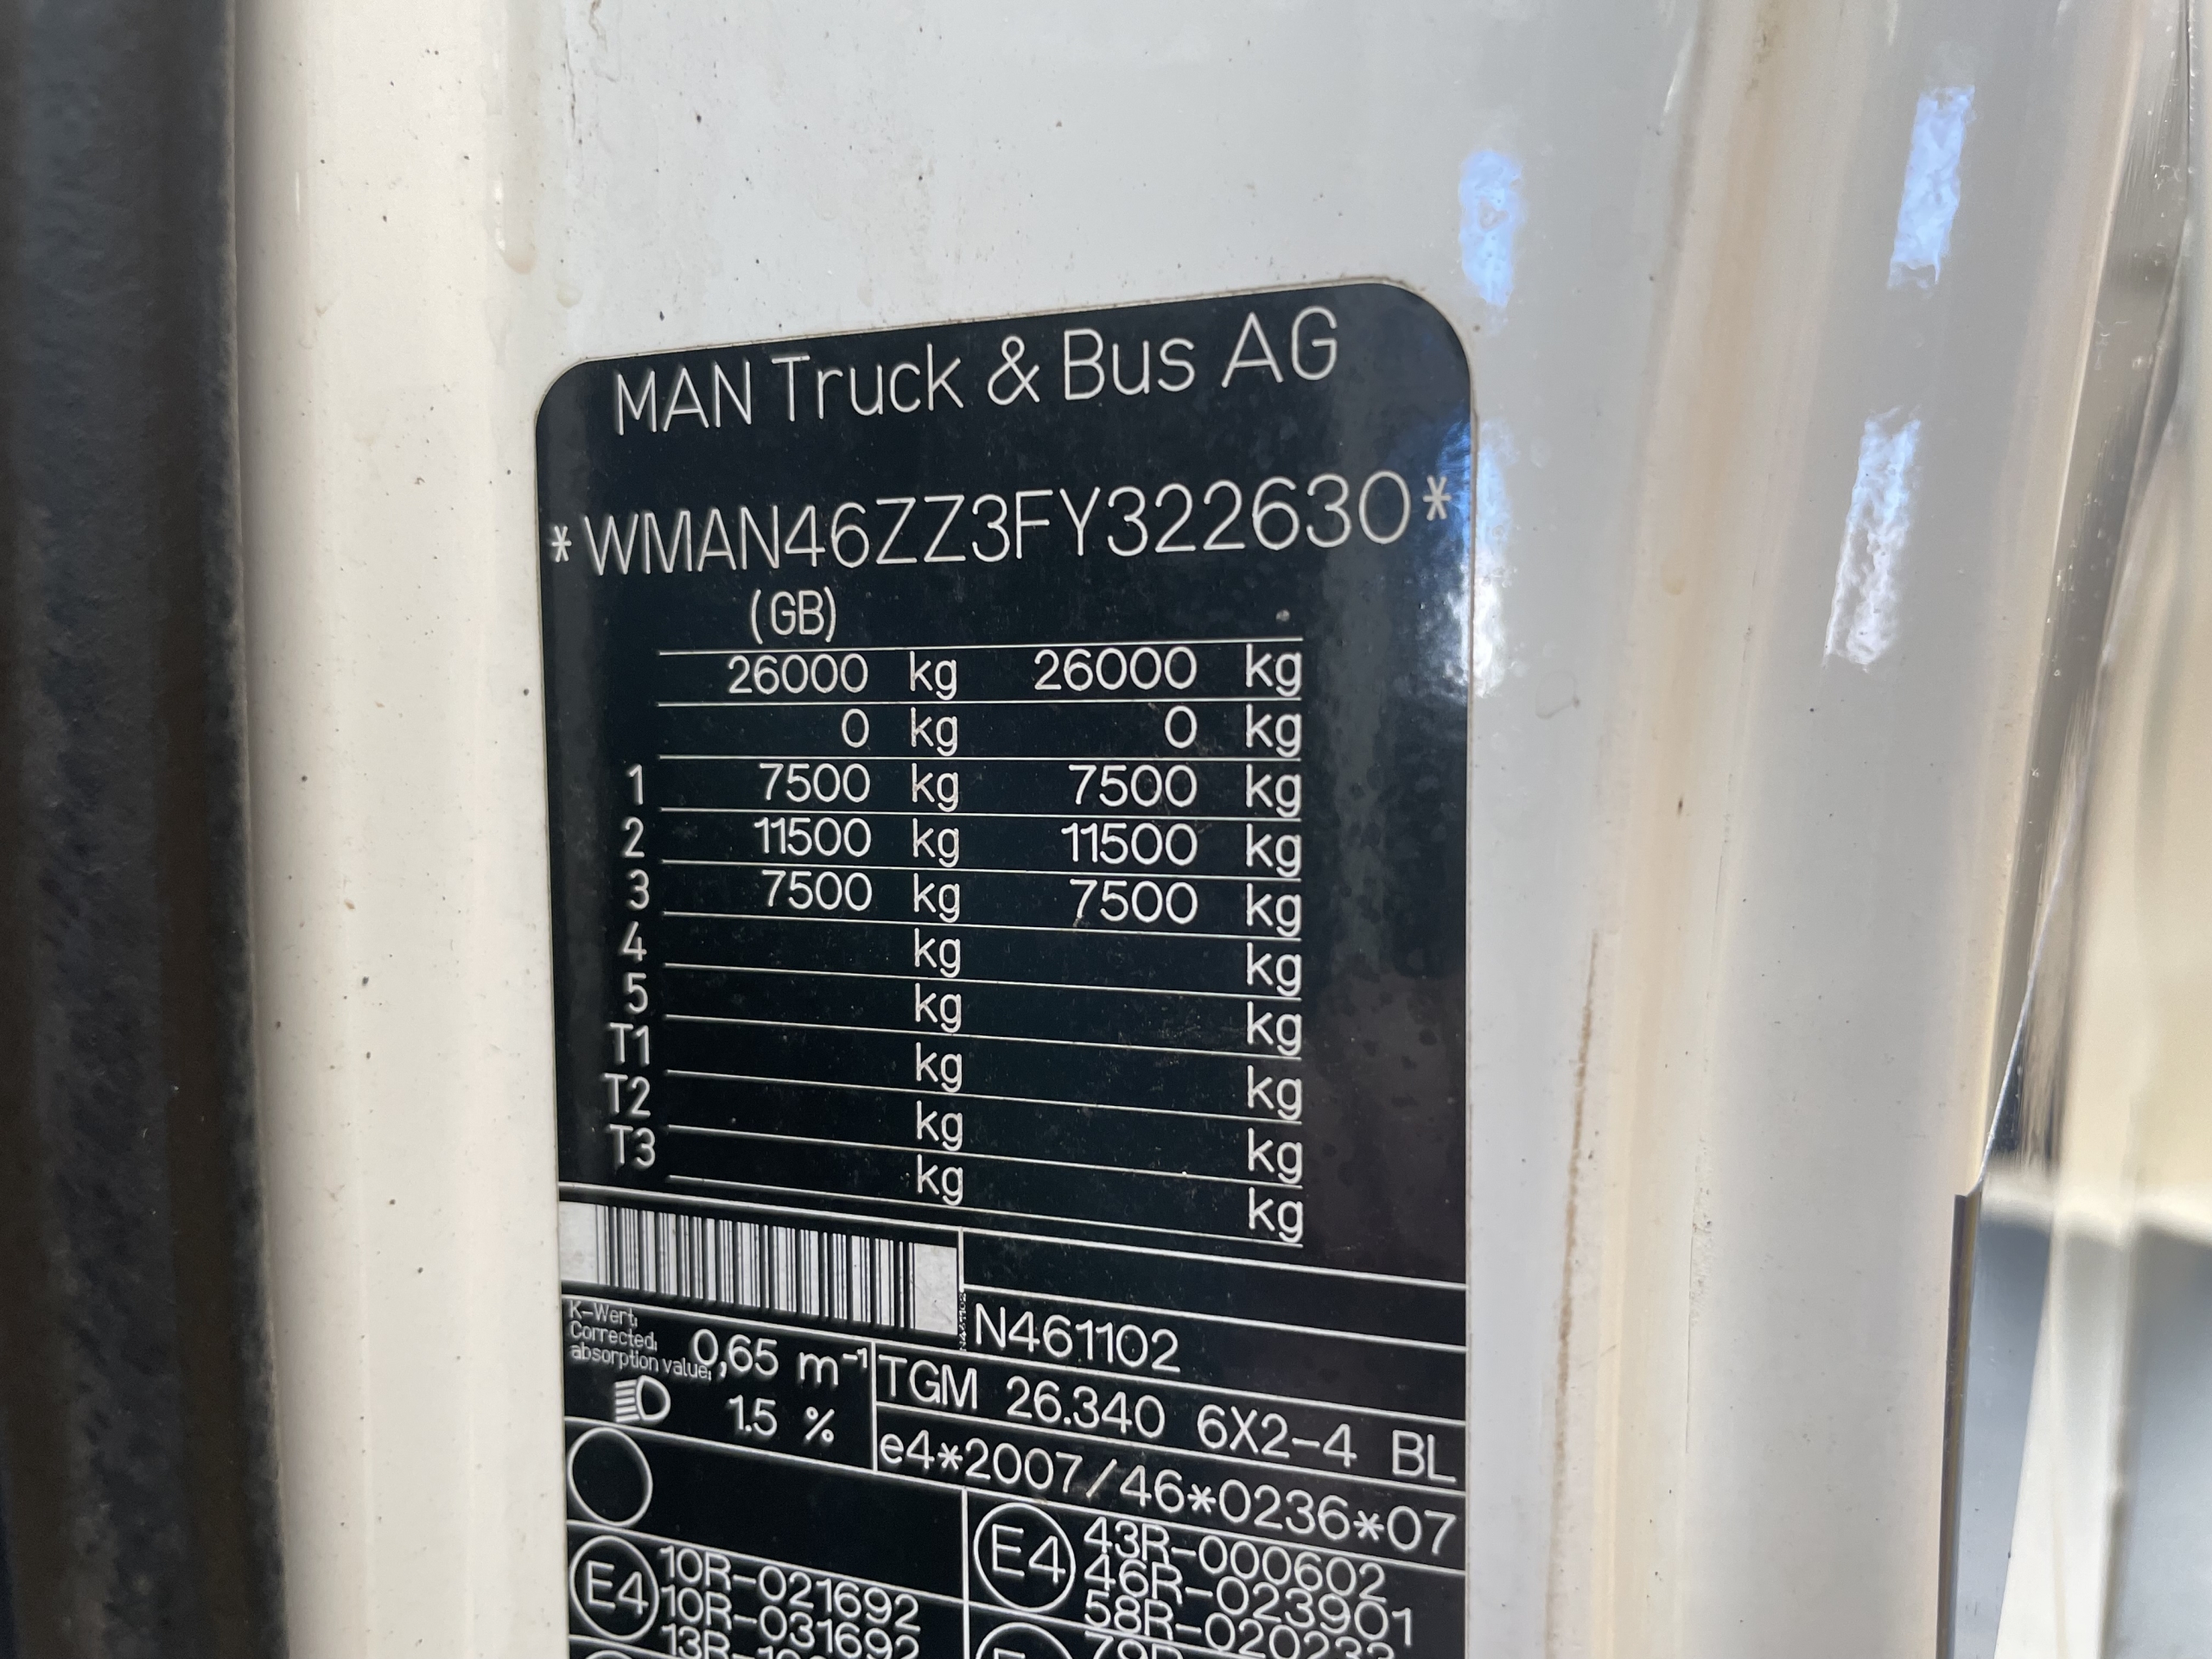 MAN Truck & Bus AG
*WMAN46ZZ3FY322630*
(GB)
26000 kg 26000 kg
0 kg 0 kg
1 7500 kg 7500 kg
2 11500 kg 11500 kg
3 7500 kg 7500 kg
4 kg kg
5 kg kg
T1 kg kg
T2 kg kg
T3 kg kg
N461102
N461102
K-Wert,
Corrected,
absorption value,
0,65 m⁻¹
TGM 26.340 6X2-4 BL
1.5 %
e4*2007/46*0236*07
E4
10R-021692
10R-031692
E4
43R-000602
46R-023901
58R-020233